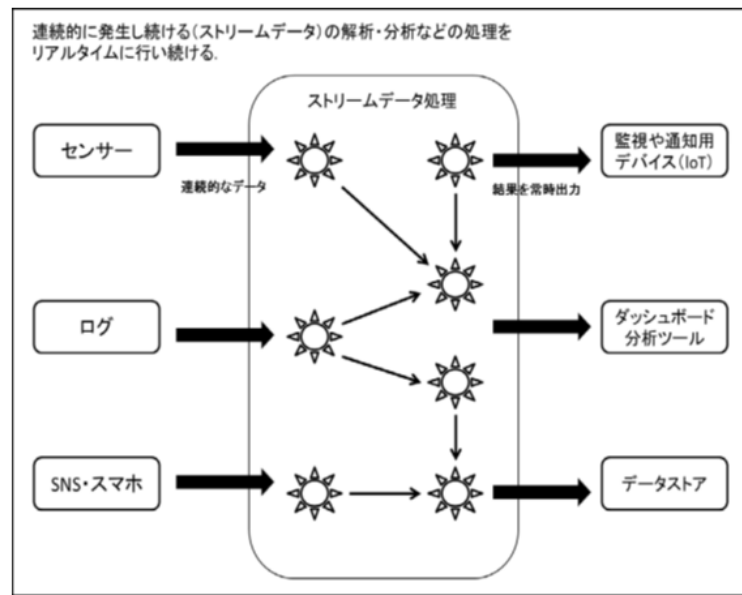 連続的に発生し続ける(ストリームデータ)の解析・分析などの処理を
リアルタイムに行い続ける.
ストリームデータ処理
センサー
連続的なデータ
監視や通知用
デバイス(IoT)
結果を常時出力
ログ
ダッシュボード
分析ツール
SNS・スマホ
データストア